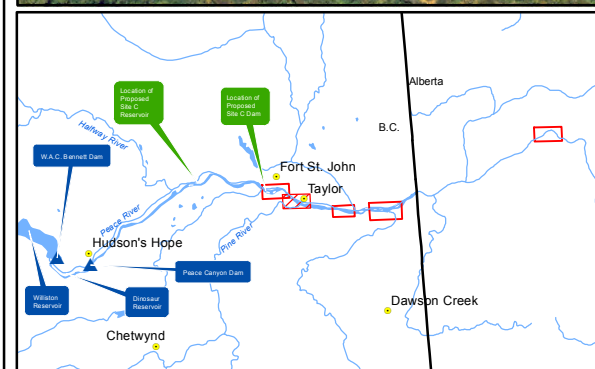 Location of
Proposed
Site C
Reservoir
Location of
Proposed
Site C Dam
Alberta
B.C.
Halfway River
W.A.C. Bennett Dam
Fort St. John
Taylor
Peace River
Pine River
Hudson's Hope
Peace Canyon Dam
Williston
Reservoir
Dinosaur
Reservoir
Dawson Creek
Chetwynd